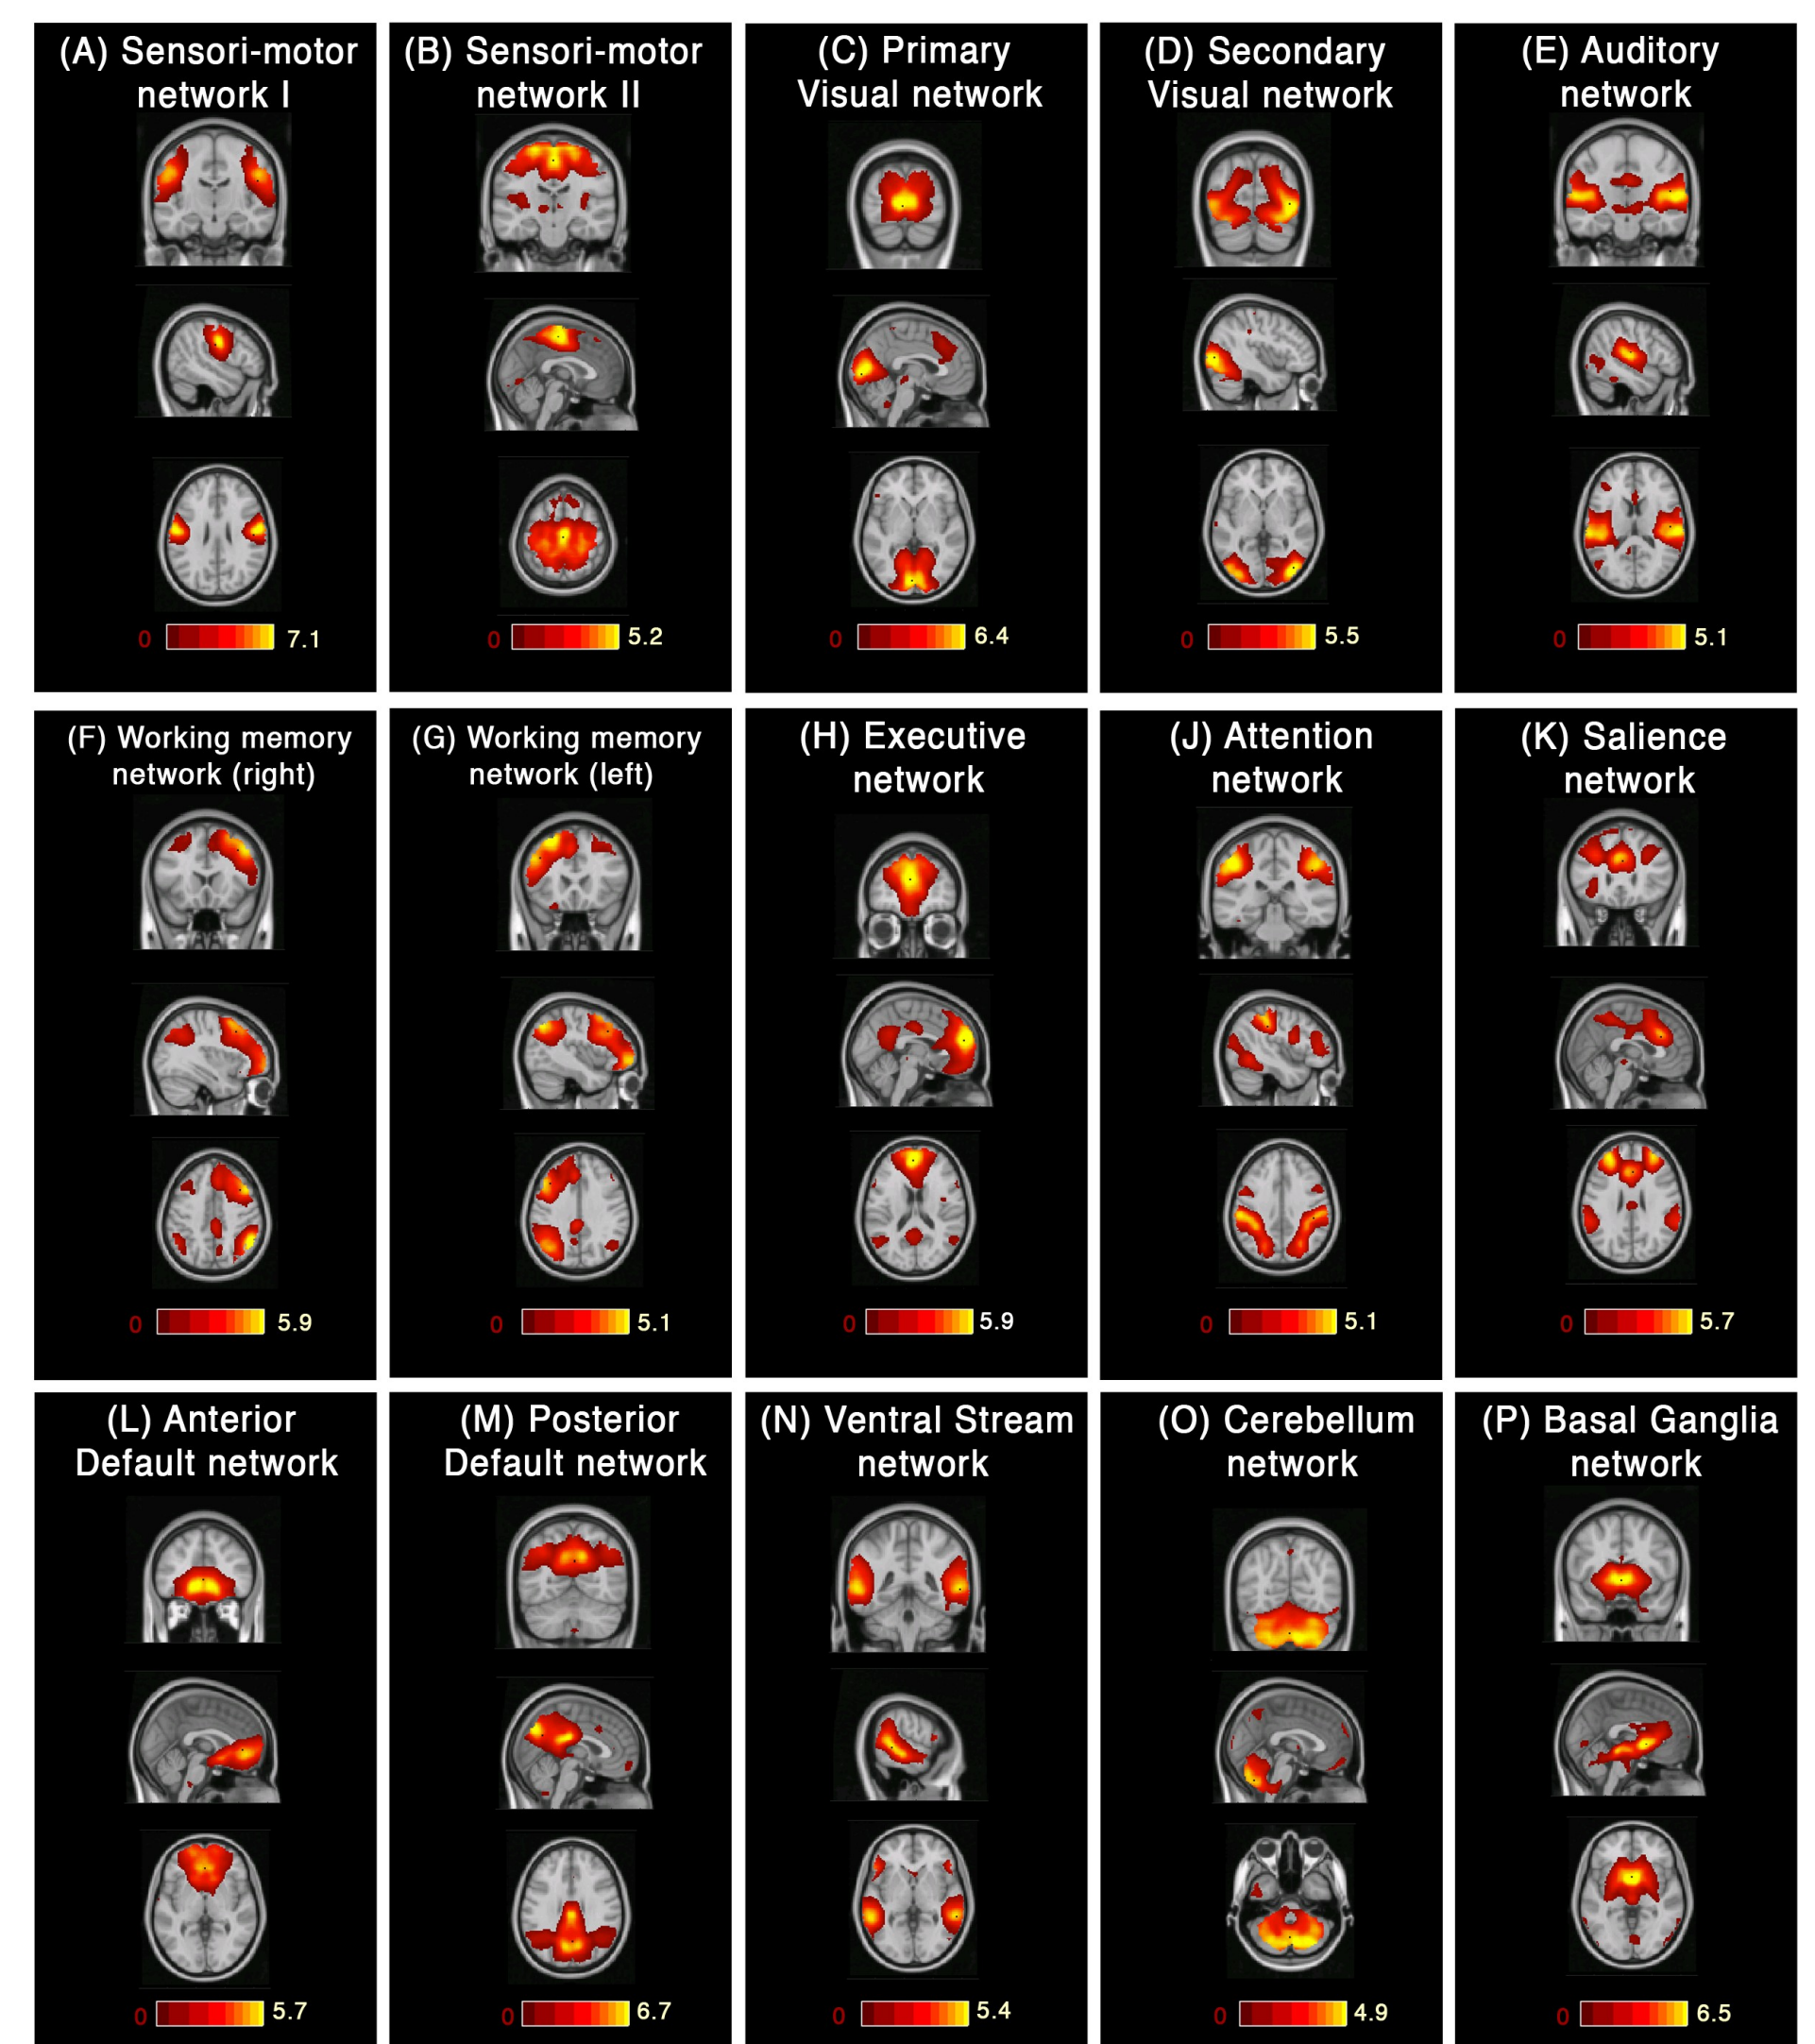 (A) Sensori-motor
network I
0 7.1
(B) Sensori-motor
network II
0 5.2
(C) Primary
Visual network
0 6.4
(D) Secondary
Visual network
0 5.5
(E) Auditory
network
0 5.1
(F) Working memory
network (right)
0 5.9
(G) Working memory
network (left)
0 5.1
(H) Executive
network
0 5.9
(J) Attention
network
0 5.1
(K) Salience
network
0 5.7
(L) Anterior
Default network
0 5.7
(M) Posterior
Default network
0 6.7
(N) Ventral Stream
network
0 5.4
(O) Cerebellum
network
0 4.9
(P) Basal Ganglia
network
0 6.5